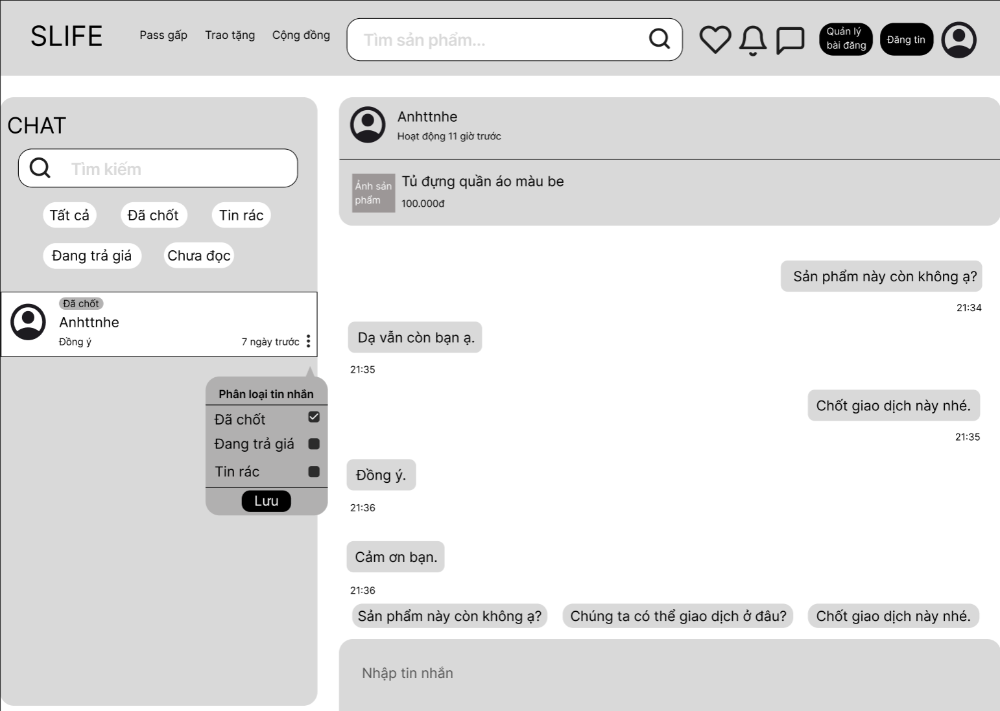 SLIFE
Pass gấp
Trao tặng
Cộng đồng
Tìm sản phẩm...
Quản lý
bài đăng
Đăng tin
CHAT
Tìm kiếm
Tất cả
Đã chốt
Tin rác
Đang trả giá
Chưa đọc
Đã chốt
Anhttnhe
Đồng ý
7 ngày trước
Phân loại tin nhắn
Đã chốt
Đang trả giá
Tin rác
Lưu
Anhttnhe
Hoạt động 11 giờ trước
Ảnh sản
phẩm
Tủ đựng quần áo màu be
100.000đ
Sản phẩm này còn không ạ?
21:34
Dạ vẫn còn bạn ạ.
21:35
Chốt giao dịch này nhé.
21:35
Đồng ý.
21:36
Cảm ơn bạn.
21:36
Sản phẩm này còn không ạ?
Chúng ta có thể giao dịch ở đâu?
Chốt giao dịch này nhé.
Nhập tin nhắn